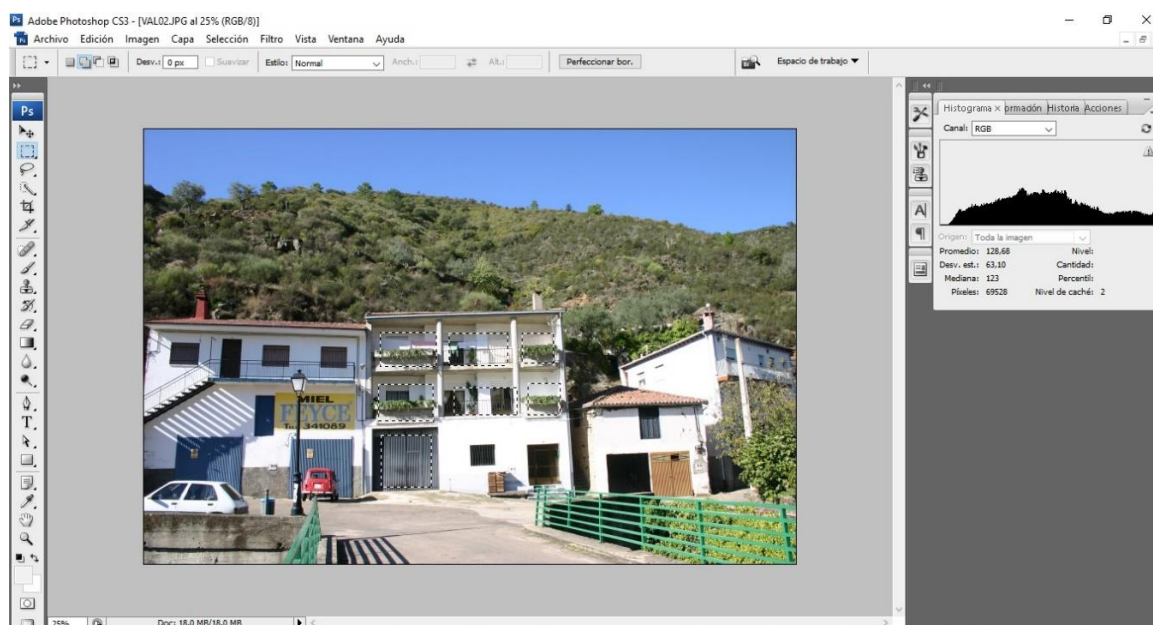 Ps Adobe Photoshop CS3 - [VAL02.JPG al 25% (RGB/8)]
Archivo Edición Imagen Capa Selección Filtro Vista Ventana Ayuda
Desv.: 0 px Suavizar Estilo: Normal Anch.: Alt.: Perfeccionar bor. Espacio de trabajo
Ps
Histograma × ormación Historia Acciones
Canal: RGB
Origen: Toda la imagen
Promedio: 128,68 Nivel:
Desv. est.: 63,10 Cantidad:
Mediana: 123 Percentil:
Píxeles: 69528 Nivel de caché: 2
MIEL
FEYCE
341089
25% Doc: 18,0 MB/18,0 MB